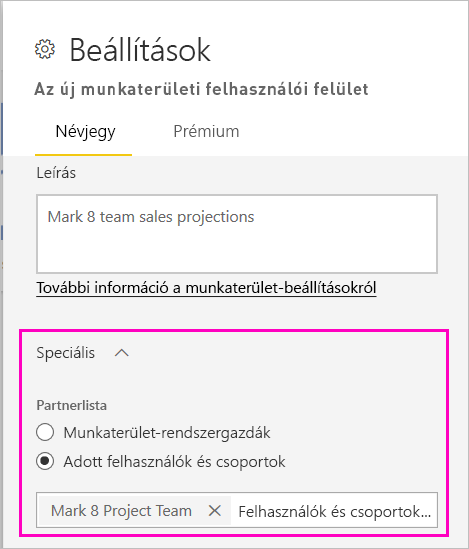 Beállítások
Az új munkaterületi felhasználói felület
Névjegy Prémium
Leírás
Mark 8 team sales projections
További információ a munkaterület-beállításokról
Speciális
Partnerlista
Munkaterület-rendszergazdák
Adott felhasználók és csoportok
Mark 8 Project Team × Felhasználók és csoportok...